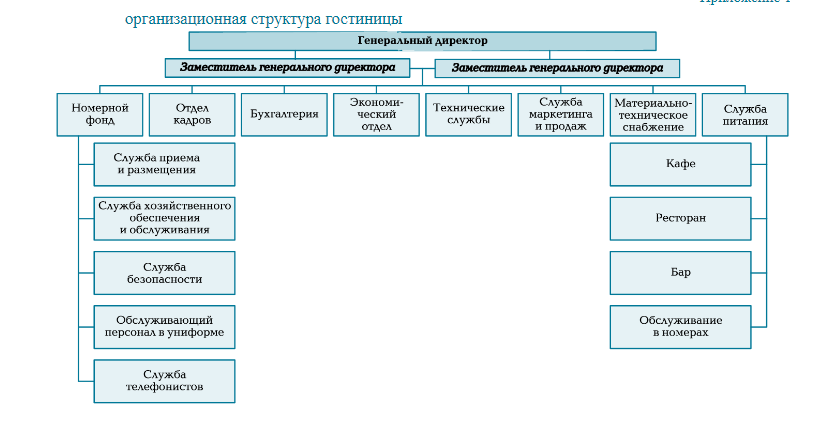 Приложение 1
организационная структура гостиницы
Генеральный директор
Заместитель генерального директора
Заместитель генерального директора
Номерной
фонд
Отдел
кадров
Бухгалтерия
Экономи-
ческий
отдел
Технические
службы
Служба
маркетинга
и продаж
Материально-
техническое
снабжение
Служба
питания
Служба приема
и размещения
Служба хозяйственного
обеспечения
и обслуживания
Служба
безопасности
Обслуживающий
персонал в униформе
Служба
телефонистов
Кафе
Ресторан
Бар
Обслуживание
в номерах